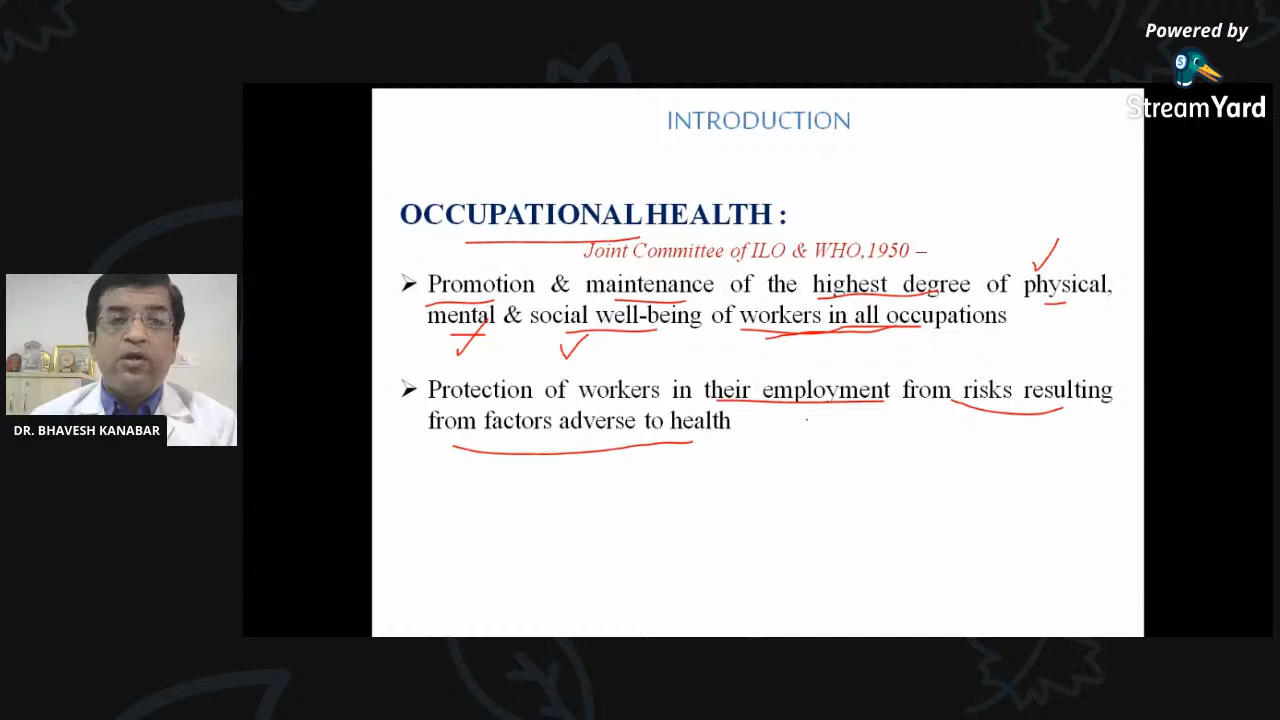 Powered by
StreamYard
INTRODUCTION
OCCUPATIONAL HEALTH :
Joint Committee of ILO & WHO,1950 –
➢ Promotion & maintenance of the highest degree of physical,
mental & social well-being of workers in all occupations
➢ Protection of workers in their employment from risks resulting
from factors adverse to health
DR. BHAVESH KANABAR